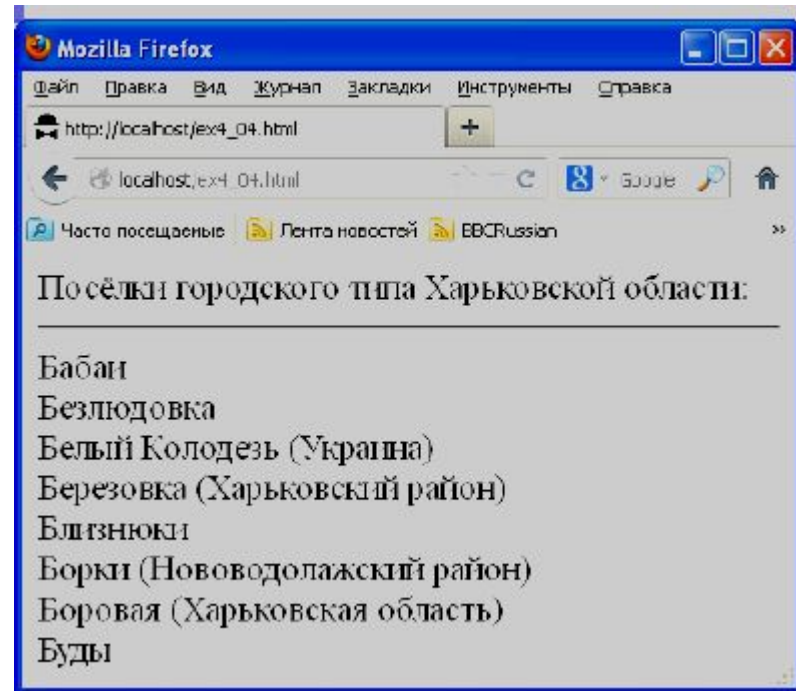 Mozilla Firefox
Файл Правка Вид Журнал Закладки Инструменты Справка
http://localhost/ex4_04.html +
localhost/ex4_04.html Google
Часто посещаемые Лента новостей BBCRussian »
Посёлки городского типа Харьковской области:
Бабаи
Безлюдовка
Белый Колодезь (Украина)
Березовка (Харьковский район)
Близнюки
Борки (Нововодолажский район)
Боровая (Харьковская область)
Буды